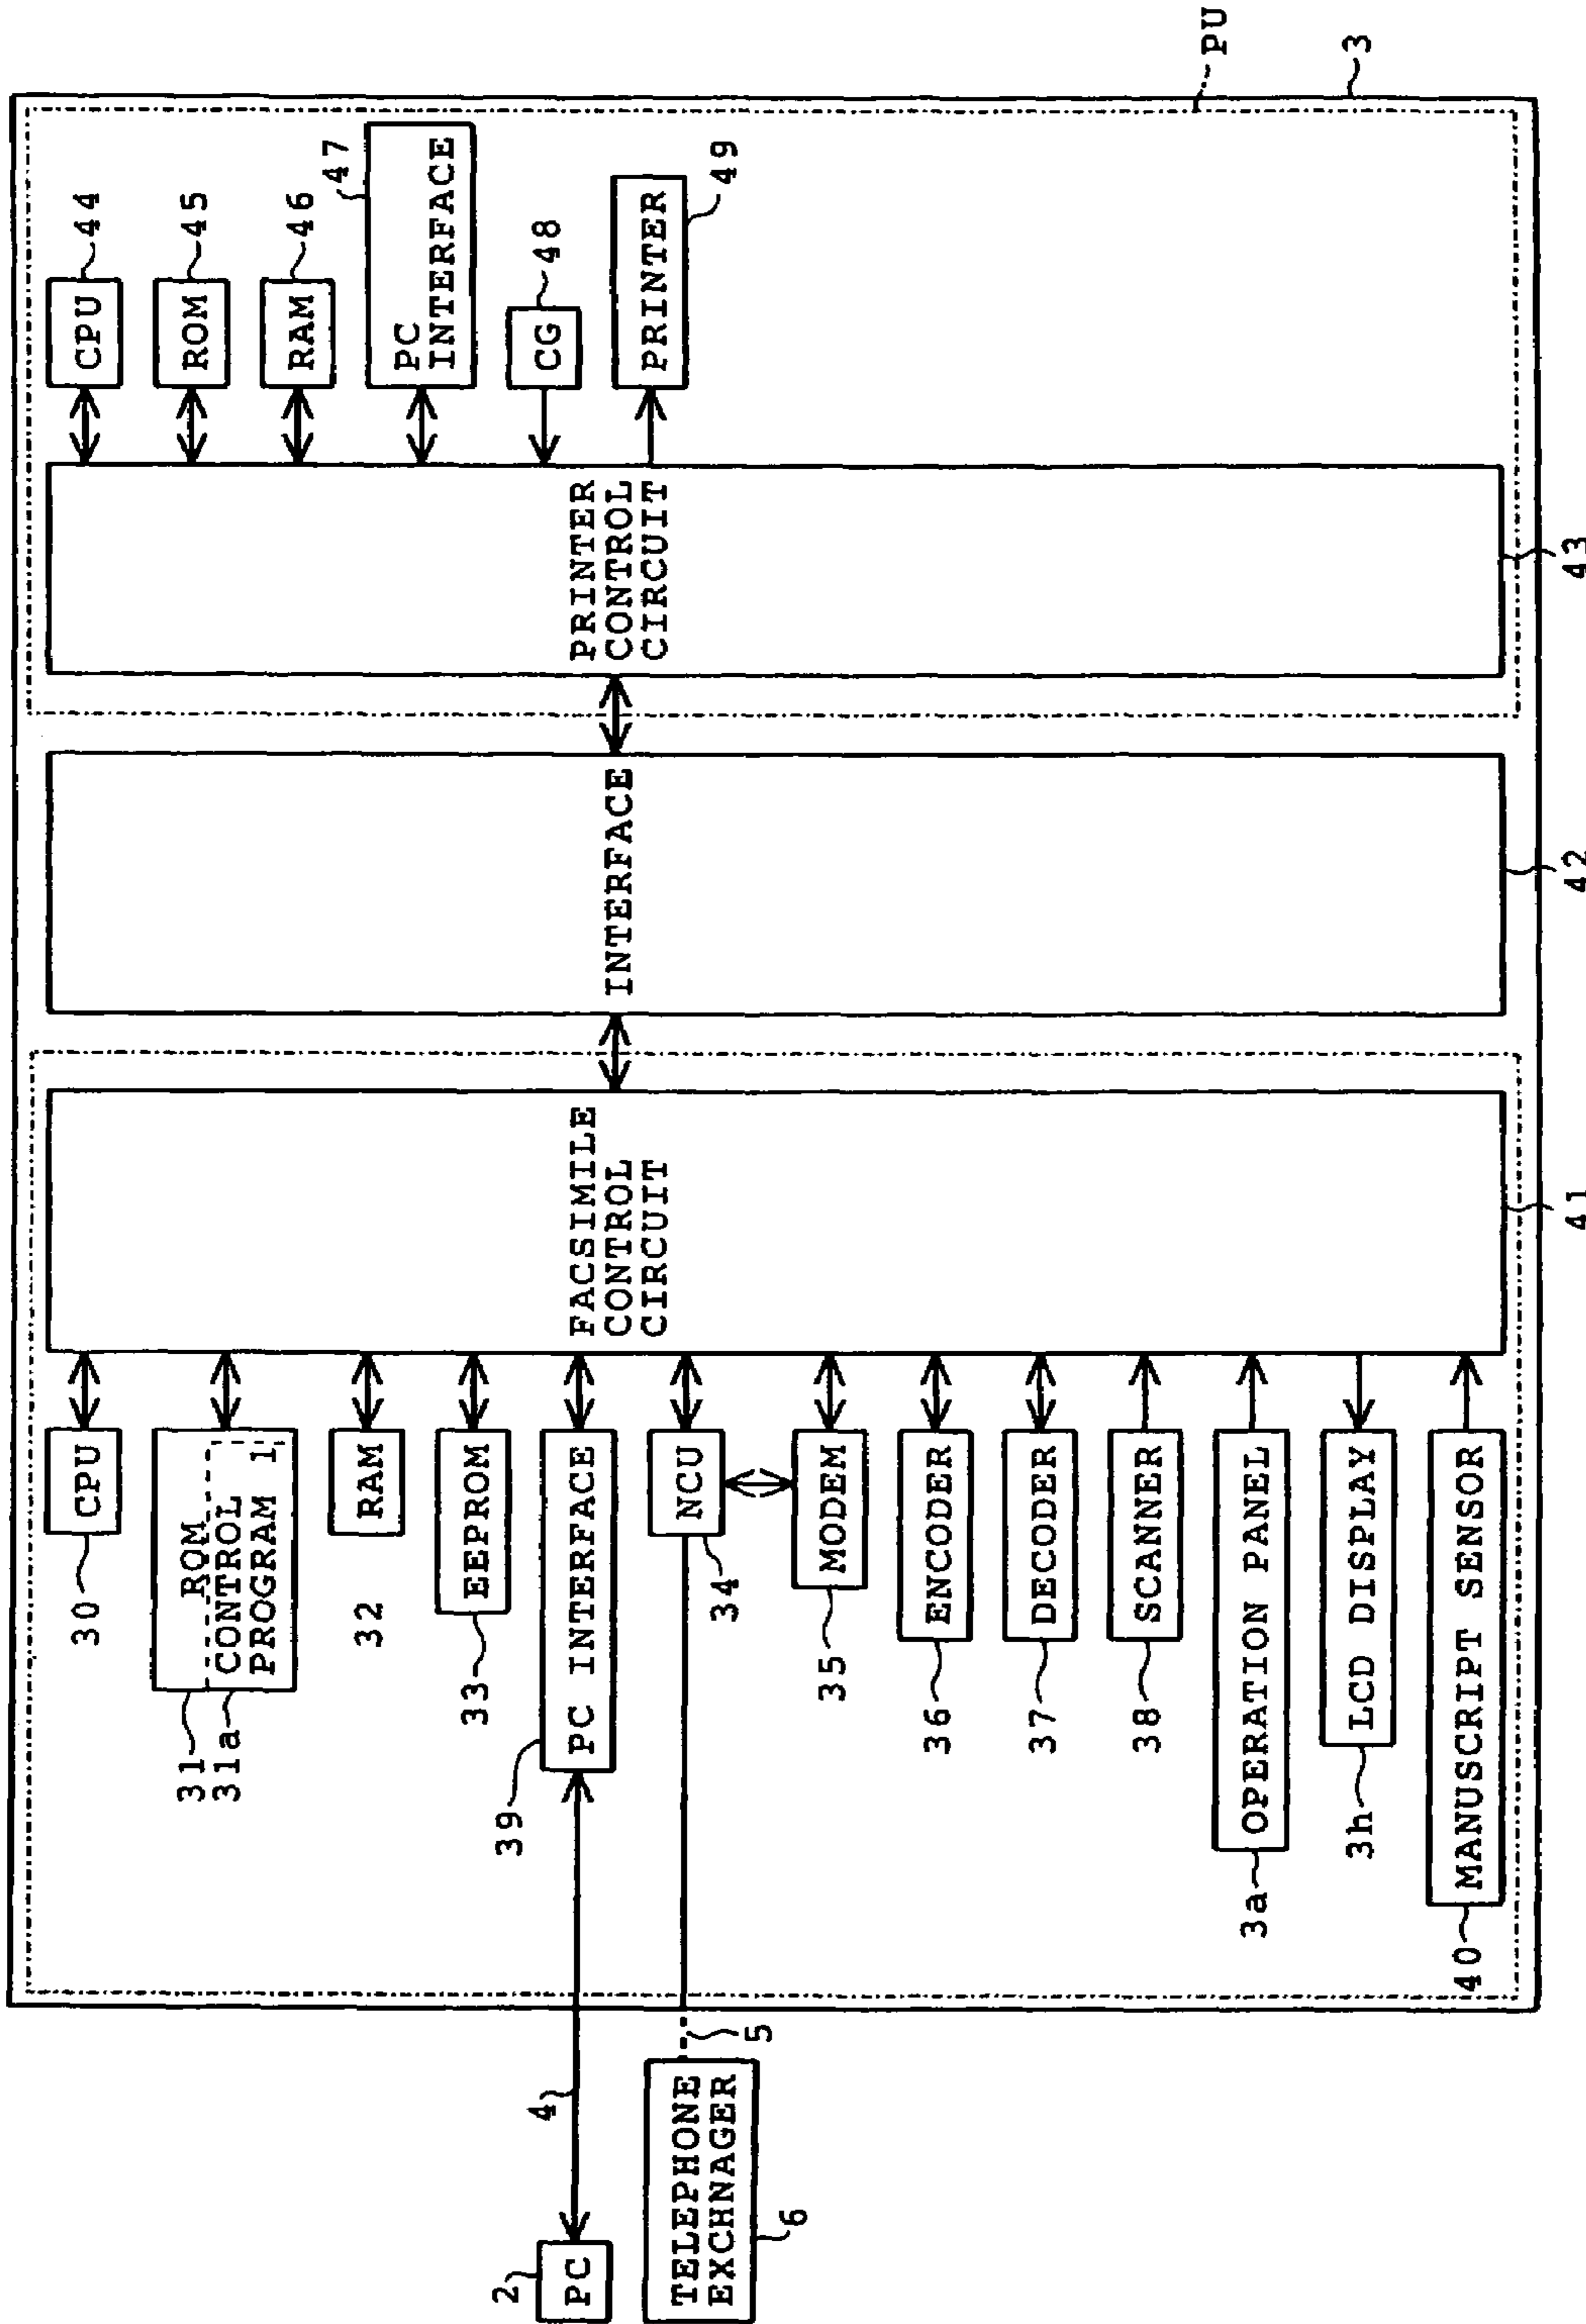 PU
3
CPU
44
ROM
45
RAM
46
PC
INTERFACE
47
CG
48
PRINTER
49
PRINTER
CONTROL
CIRCUIT
43
INTERFACE
42
FACSIMILE
CONTROL
CIRCUIT
41
CPU
30
ROM
31
CONTROL
PROGRAM 1
31a
RAM
32
EEPROM
33
PC INTERFACE
39
NCU
34
MODEM
35
ENCODER
36
DECODER
37
SCANNER
38
OPERATION PANEL
3a
LCD DISPLAY
3h
MANUSCRIPT SENSOR
40
4
5
PC
2
TELEPHONE
EXCHNAGER
6